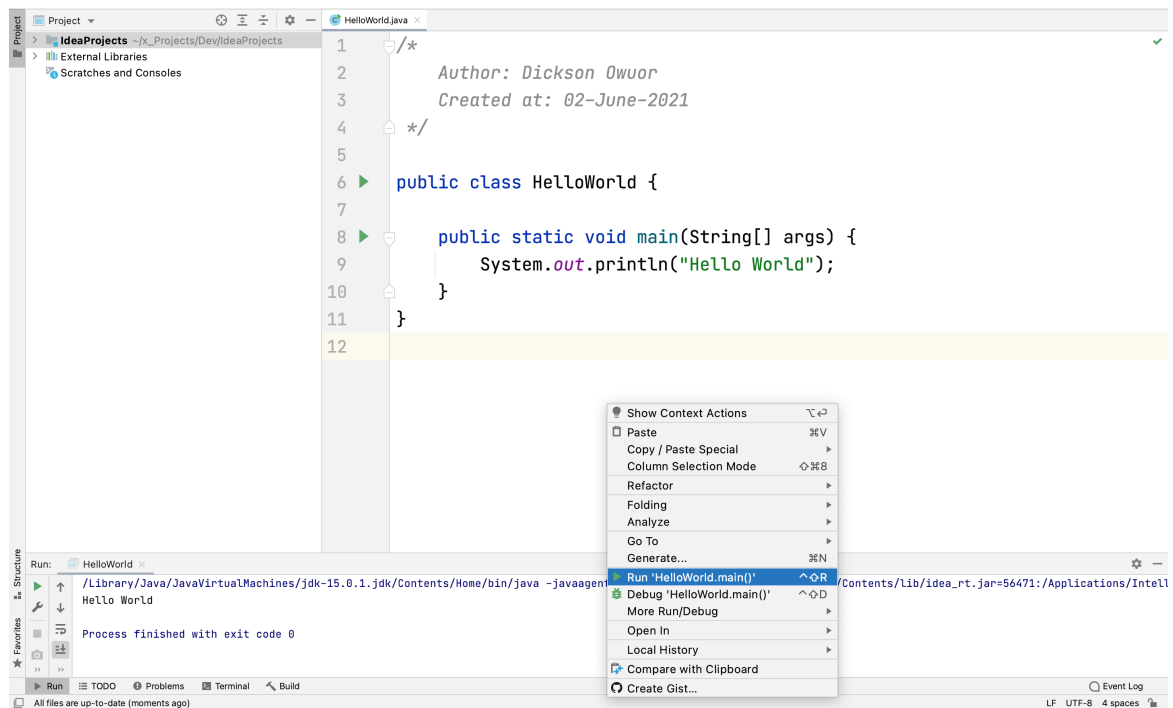 Project
Project
IdeaProjects ~/x_Projects/Dev/IdeaProjects
External Libraries
Scratches and Consoles
HelloWorld.java
1 /*
2 Author: Dickson Owuor
3 Created at: 02-June-2021
4 */
5
6 public class HelloWorld {
7
8 public static void main(String[] args) {
9 System.out.println("Hello World");
10 }
11 }
12
Show Context Actions ⌥⏎
Paste ⌘V
Copy / Paste Special
Column Selection Mode ⇧⌘8
Refactor
Folding
Analyze
Go To
Generate... ⌘N
Run 'HelloWorld.main()' ^⇧R
Debug 'HelloWorld.main()' ^⇧D
More Run/Debug
Open In
Local History
Compare with Clipboard
Create Gist...
Structure
Favorites
Run: HelloWorld
/Library/Java/JavaVirtualMachines/jdk-15.0.1.jdk/Contents/Home/bin/java -javaagent /Contents/lib/idea_rt.jar=56471:/Applications/Intell
Hello World
Process finished with exit code 0
Run TODO Problems Terminal Build Event Log
All files are up-to-date (moments ago) LF UTF-8 4 spaces